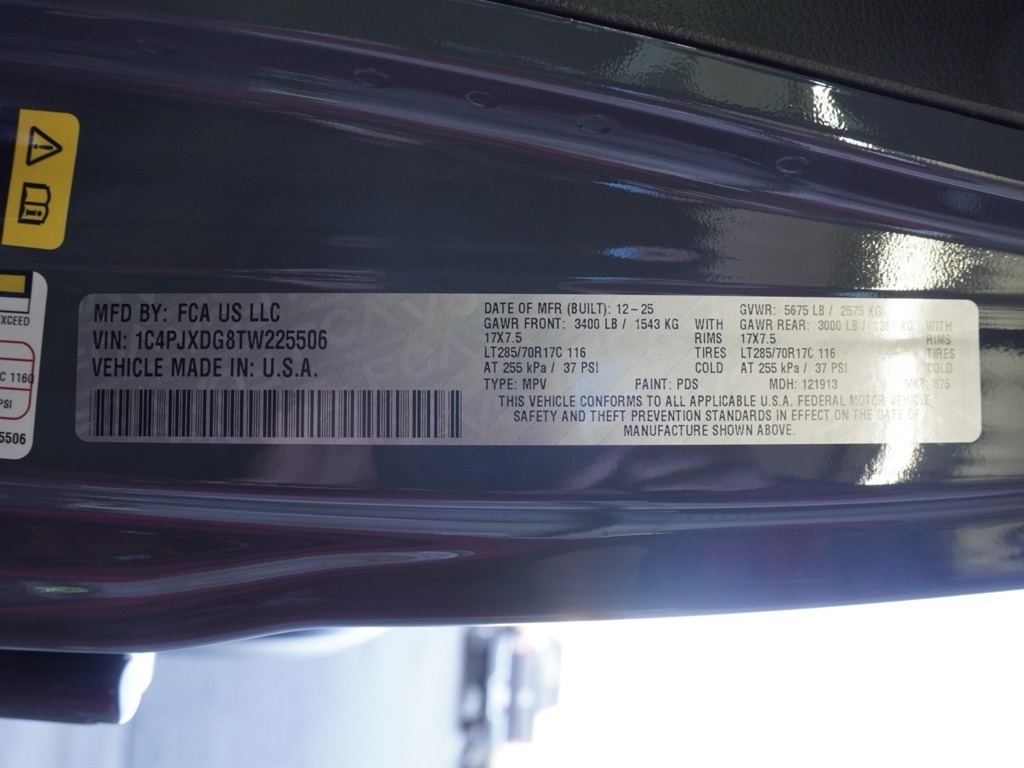 MFD BY: FCA US LLC
VIN: 1C4PJXDG8TW225506
VEHICLE MADE IN: U.S.A.
DATE OF MFR (BUILT): 12-25
GAWR FRONT: 3400 LB / 1543 KG WITH
17X7.5 RIMS
LT285/70R17C 116 TIRES
AT 255 kPa / 37 PSI COLD
TYPE: MPV PAINT: PDS
GVWR: 5675 LB / 2575 KG
GAWR REAR: 3000 LB / KG WITH
17X7.5 RIMS
LT285/70R17C 116 TIRES
AT 255 kPa / 37 PSI COLD
MDH: 121913
THIS VEHICLE CONFORMS TO ALL APPLICABLE U.S.A. FEDERAL MOTOR VEHICLE
SAFETY AND THEFT PREVENTION STANDARDS IN EFFECT ON THE DATE OF
MANUFACTURE SHOWN ABOVE.
EXCEED
C 116
PSI
5506